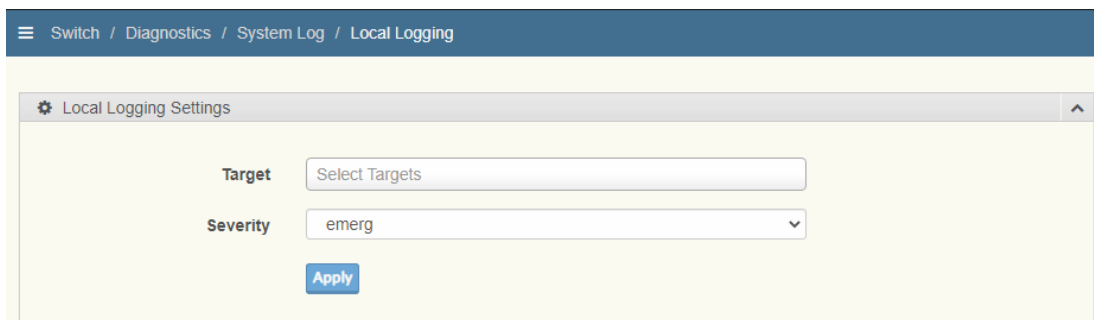 Switch / Diagnostics / System Log / Local Logging
Local Logging Settings
Target Select Targets
Severity emerg
Apply